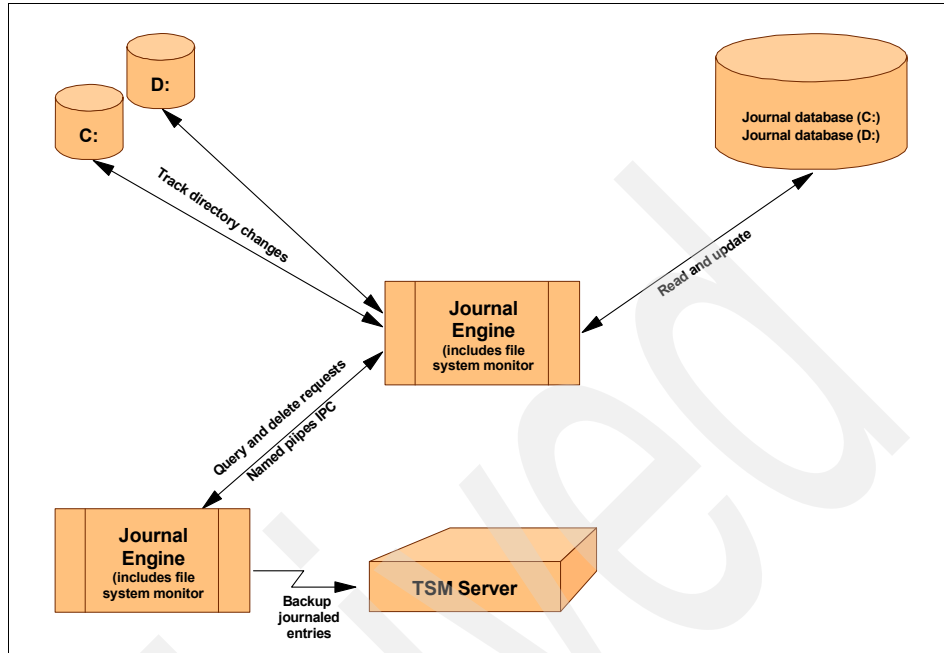 D:
C:
Journal database (C:)
Journal database (D:)
Track directory changes
Read and update
Journal
Engine
(includes file
system monitor
Query and delete requests
Named piipes IPC
Journal
Engine
(includes file
system monitor
TSM Server
Backup
journaled
entries